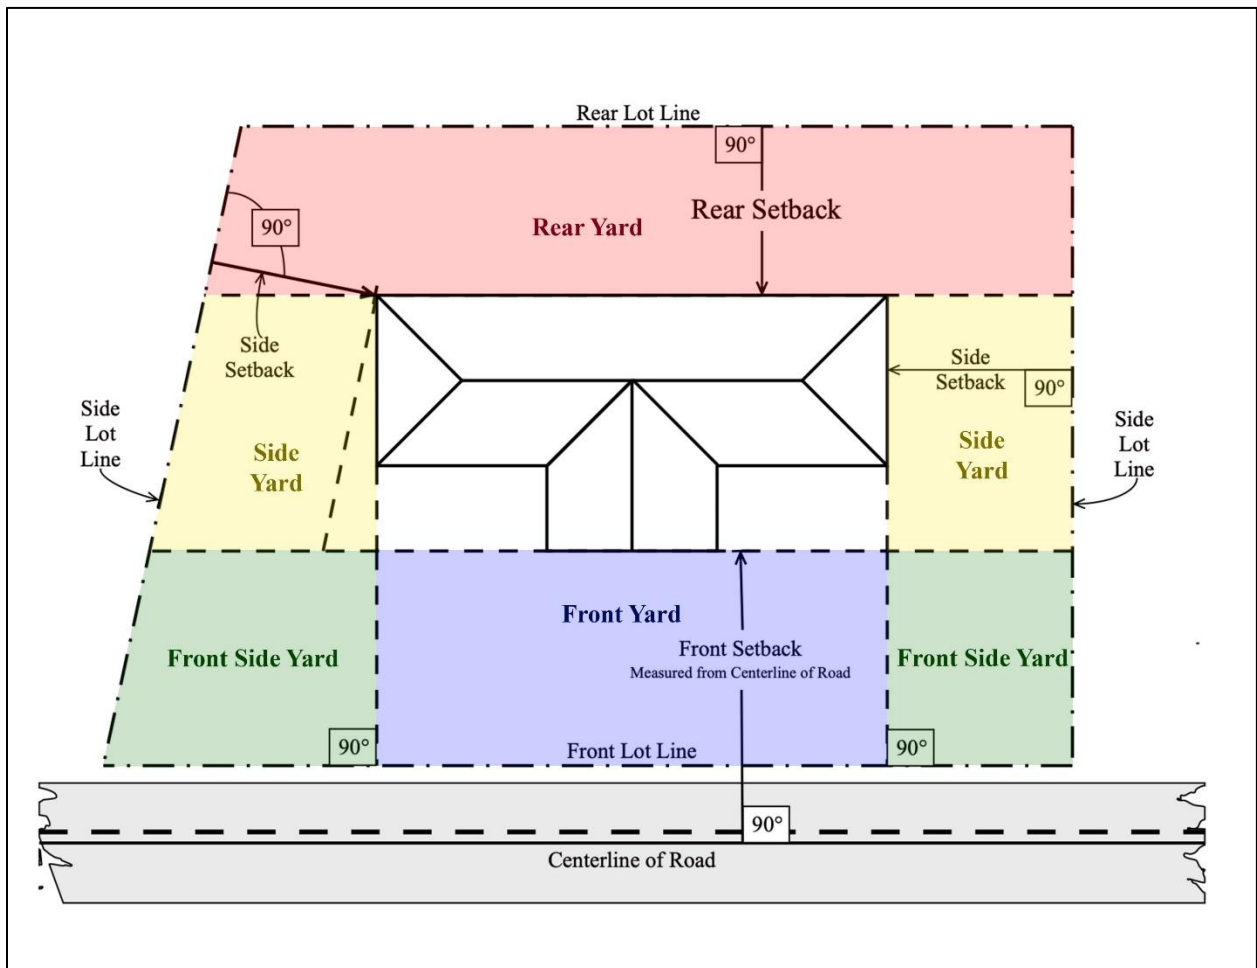 Rear Lot Line
90°
Rear Setback
90°
Rear Yard
Side
Setback
Side
Setback
90°
Side
Lot
Line
Side
Yard
Side
Yard
Side
Lot
Line
Front Yard
Front Side Yard
Front Setback
Measured from Centerline of Road
Front Side Yard
90°
Front Lot Line
90°
90°
Centerline of Road